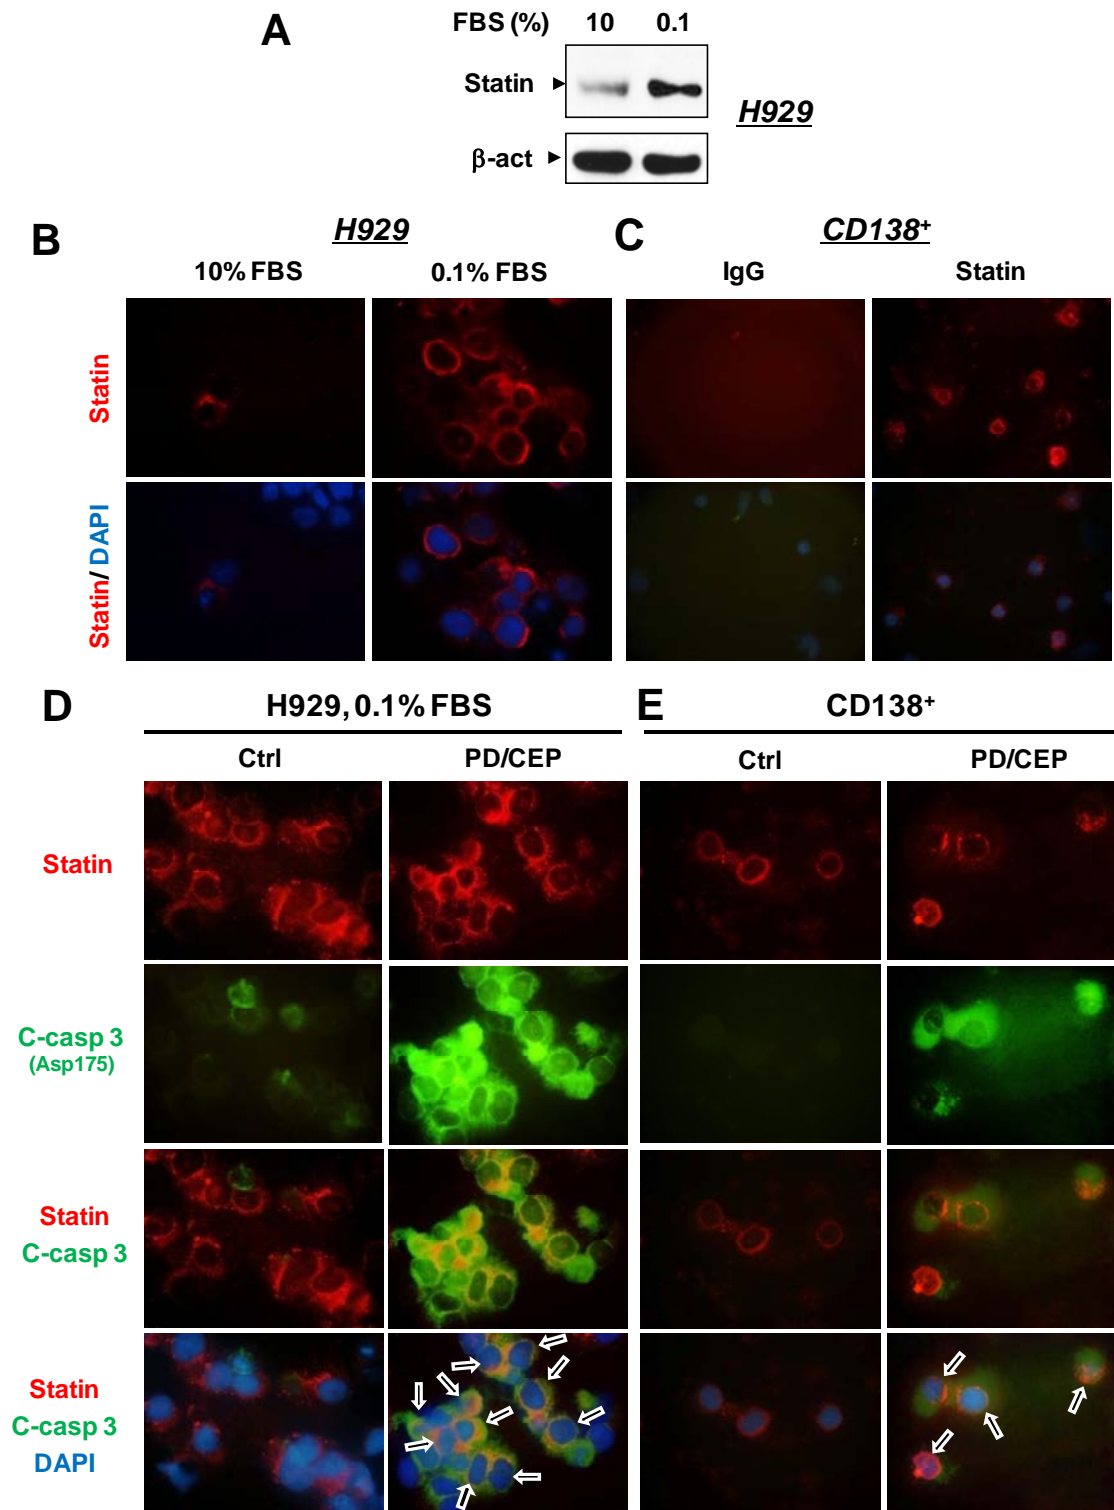 A
FBS (%) 10 0.1
Statin
β-act
H929
B
H929
10% FBS 0.1% FBS
C
CD138+
IgG Statin
Statin
Statin/ DAPI
D
H929, 0.1% FBS
Ctrl PD/CEP
E
CD138+
Ctrl PD/CEP
Statin
C-casp 3
(Asp175)
Statin
C-casp 3
Statin
C-casp 3
DAPI